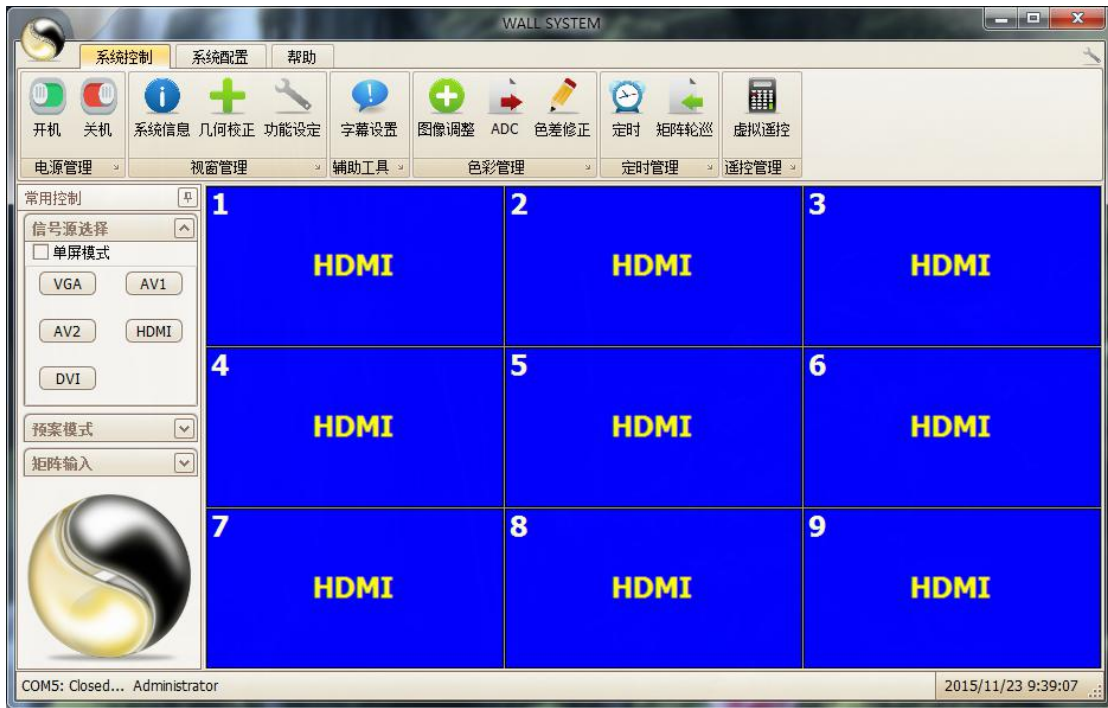 WALL SYSTEM
系统控制 系统配置 帮助
开机 关机 系统信息 几何校正 功能设定 字幕设置 图像调整 ADC 色差修正 定时 矩阵轮巡 虚拟遥控
电源管理 视窗管理 辅助工具 色彩管理 定时管理 遥控管理
常用控制
信号源选择
单屏模式
VGA AV1
AV2 HDMI
DVI
预案模式
矩阵输入
1 2 3
HDMI HDMI HDMI
4 5 6
HDMI HDMI HDMI
7 8 9
HDMI HDMI HDMI
COM5: Closed... Administrator 2015/11/23 9:39:07